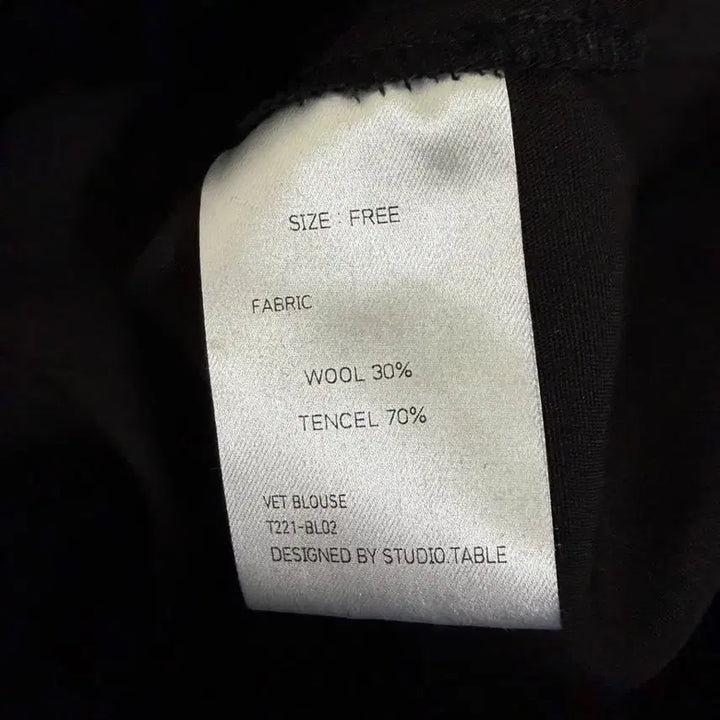 SIZE : FREE
FABRIC
WOOL 30%
TENCEL 70%
VET BLOUSE
T221-BL02
DESIGNED BY STUDIO.TABLE